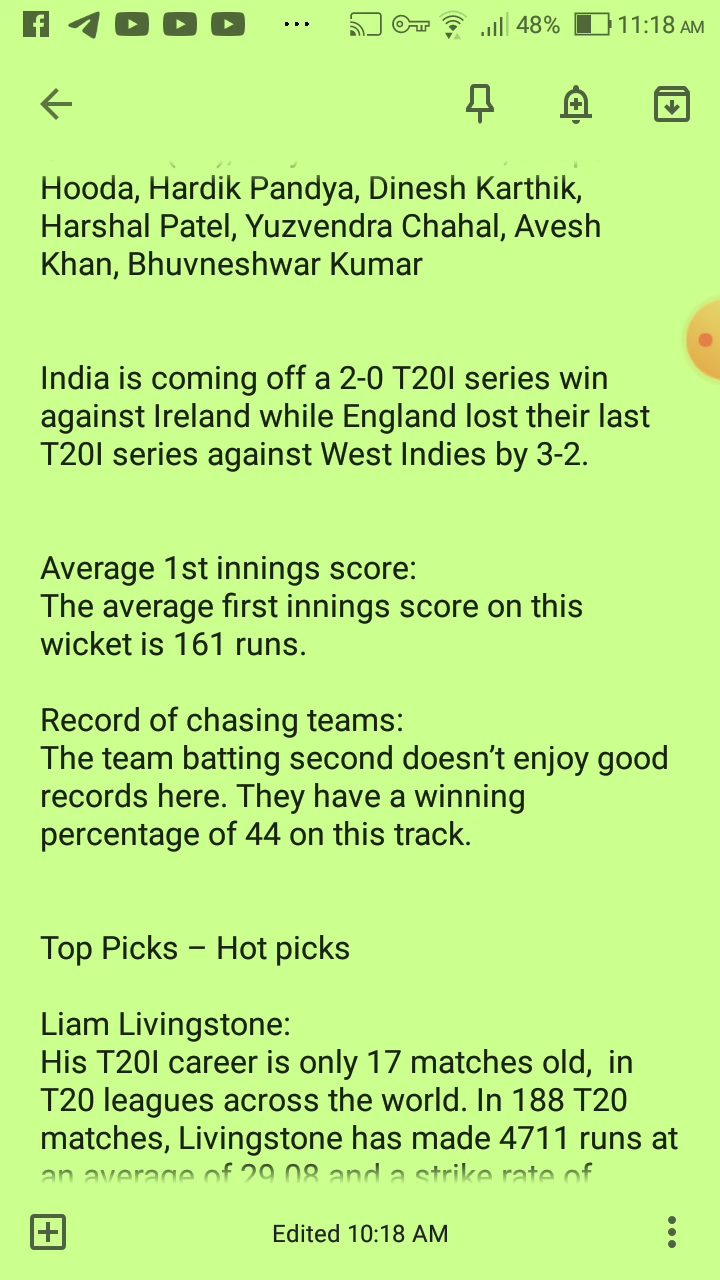 48% 11:18 AM
Hooda, Hardik Pandya, Dinesh Karthik,
Harshal Patel, Yuzvendra Chahal, Avesh
Khan, Bhuvneshwar Kumar
India is coming off a 2-0 T20I series win
against Ireland while England lost their last
T20I series against West Indies by 3-2.
Average 1st innings score:
The average first innings score on this
wicket is 161 runs.
Record of chasing teams:
The team batting second doesn’t enjoy good
records here. They have a winning
percentage of 44 on this track.
Top Picks – Hot picks
Liam Livingstone:
His T20I career is only 17 matches old,  in
T20 leagues across the world. In 188 T20
matches, Livingstone has made 4711 runs at
an average of 29.08 and a strike rate of
Edited 10:18 AM